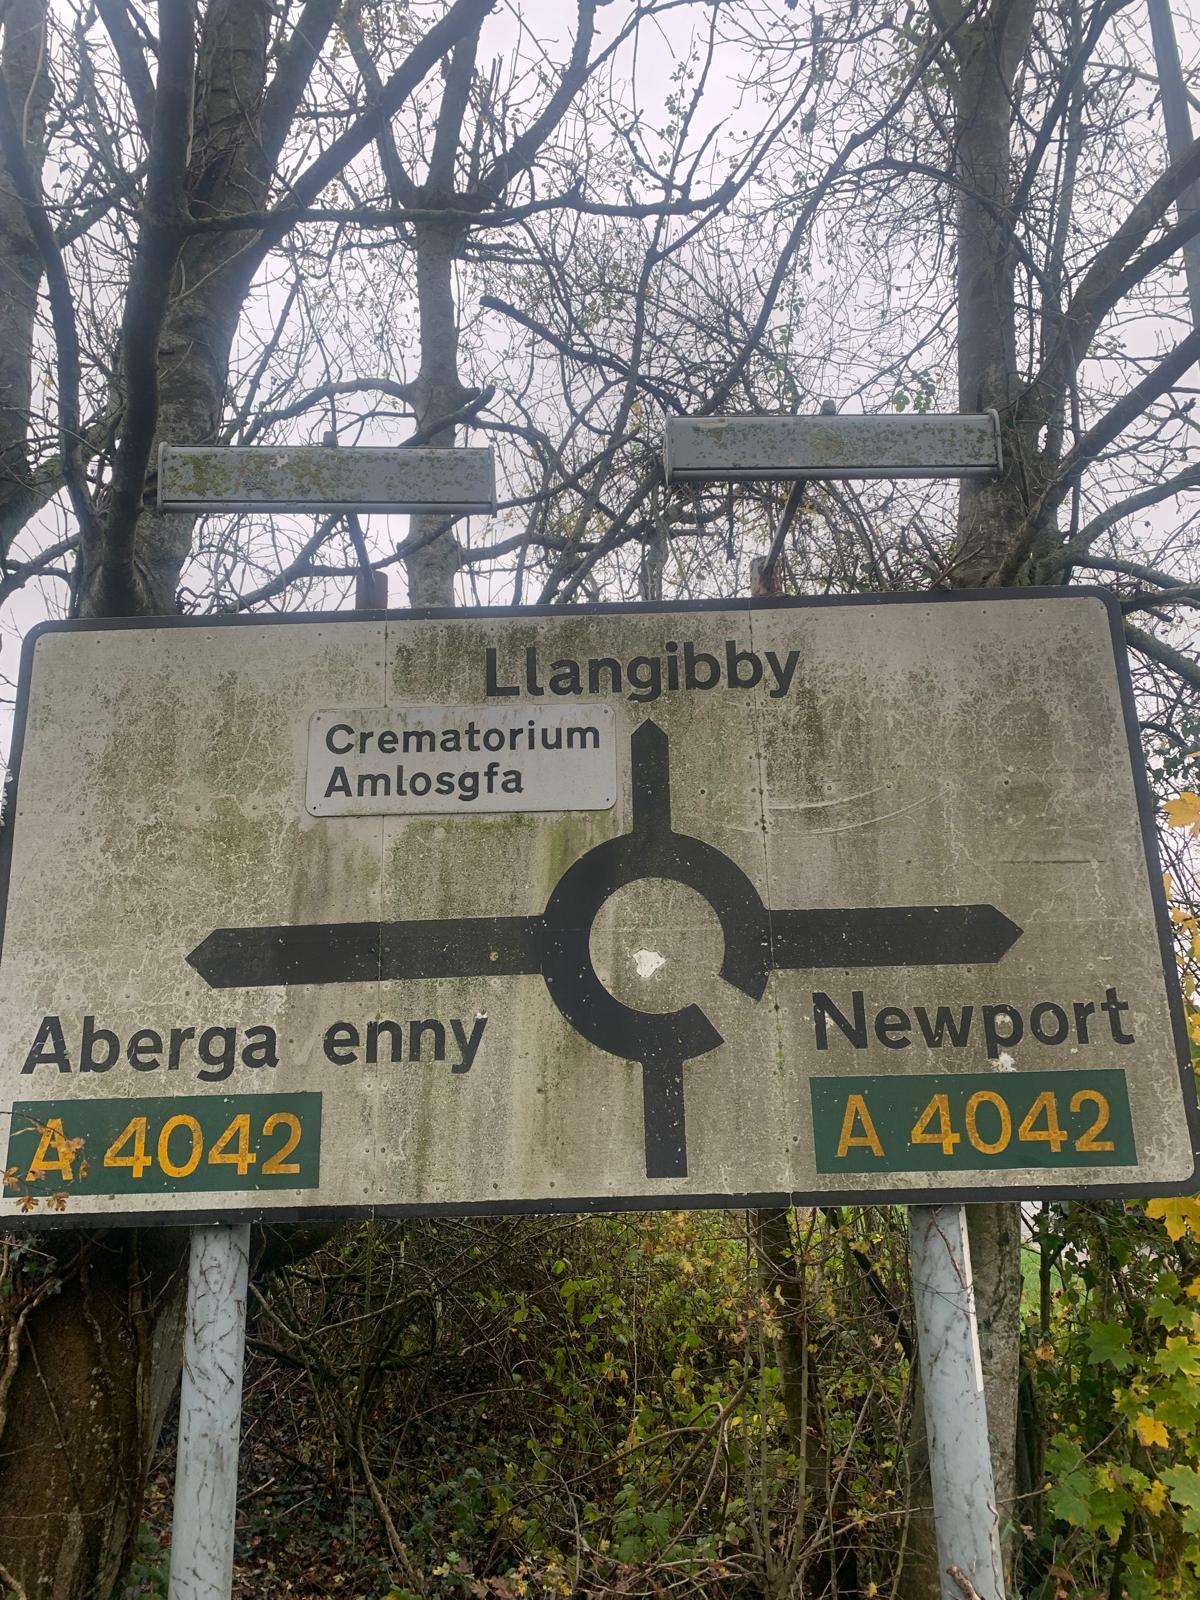 Llangibby
Crematorium
Amlosgfa
Aberga enny
Newport
A 4042
A 4042